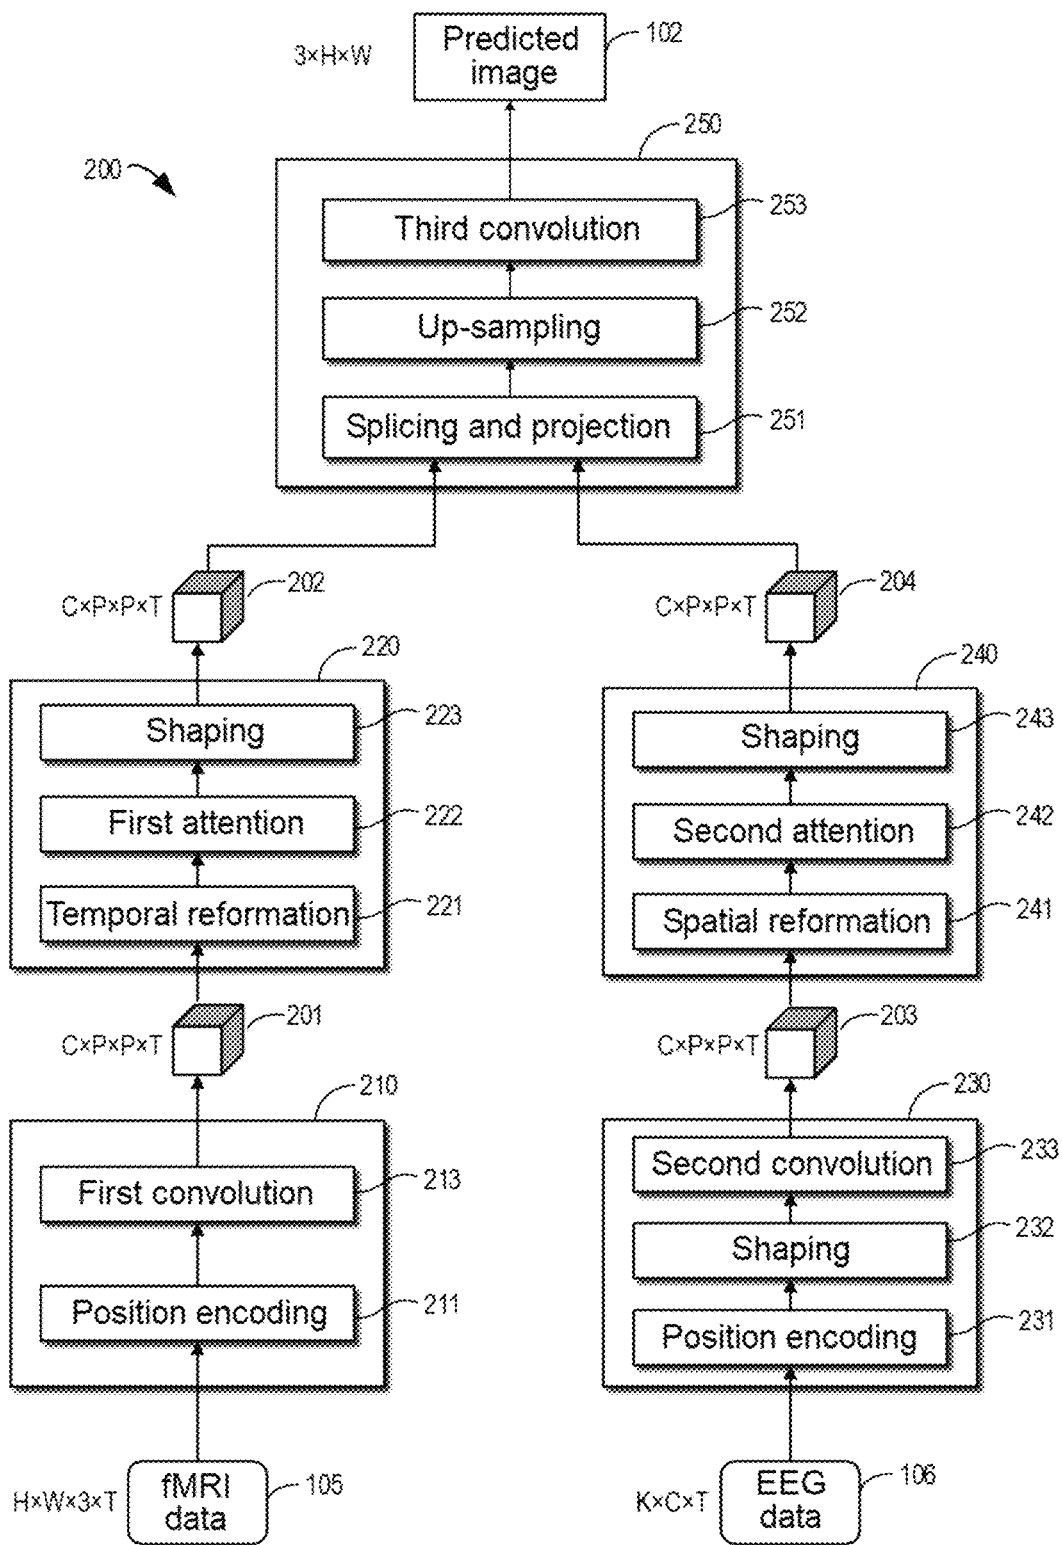 3×H×W
Predicted
image
102
200
250
Third convolution
253
Up-sampling
252
Splicing and projection
251
C×P×P×T
202
C×P×P×T
204
220
Shaping
223
First attention
222
Temporal reformation
221
240
Shaping
243
Second attention
242
Spatial reformation
241
C×P×P×T
201
C×P×P×T
203
210
First convolution
213
Position encoding
211
230
Second convolution
233
Shaping
232
Position encoding
231
H×W×3×T
fMRI
data
105
K×C×T
EEG
data
106